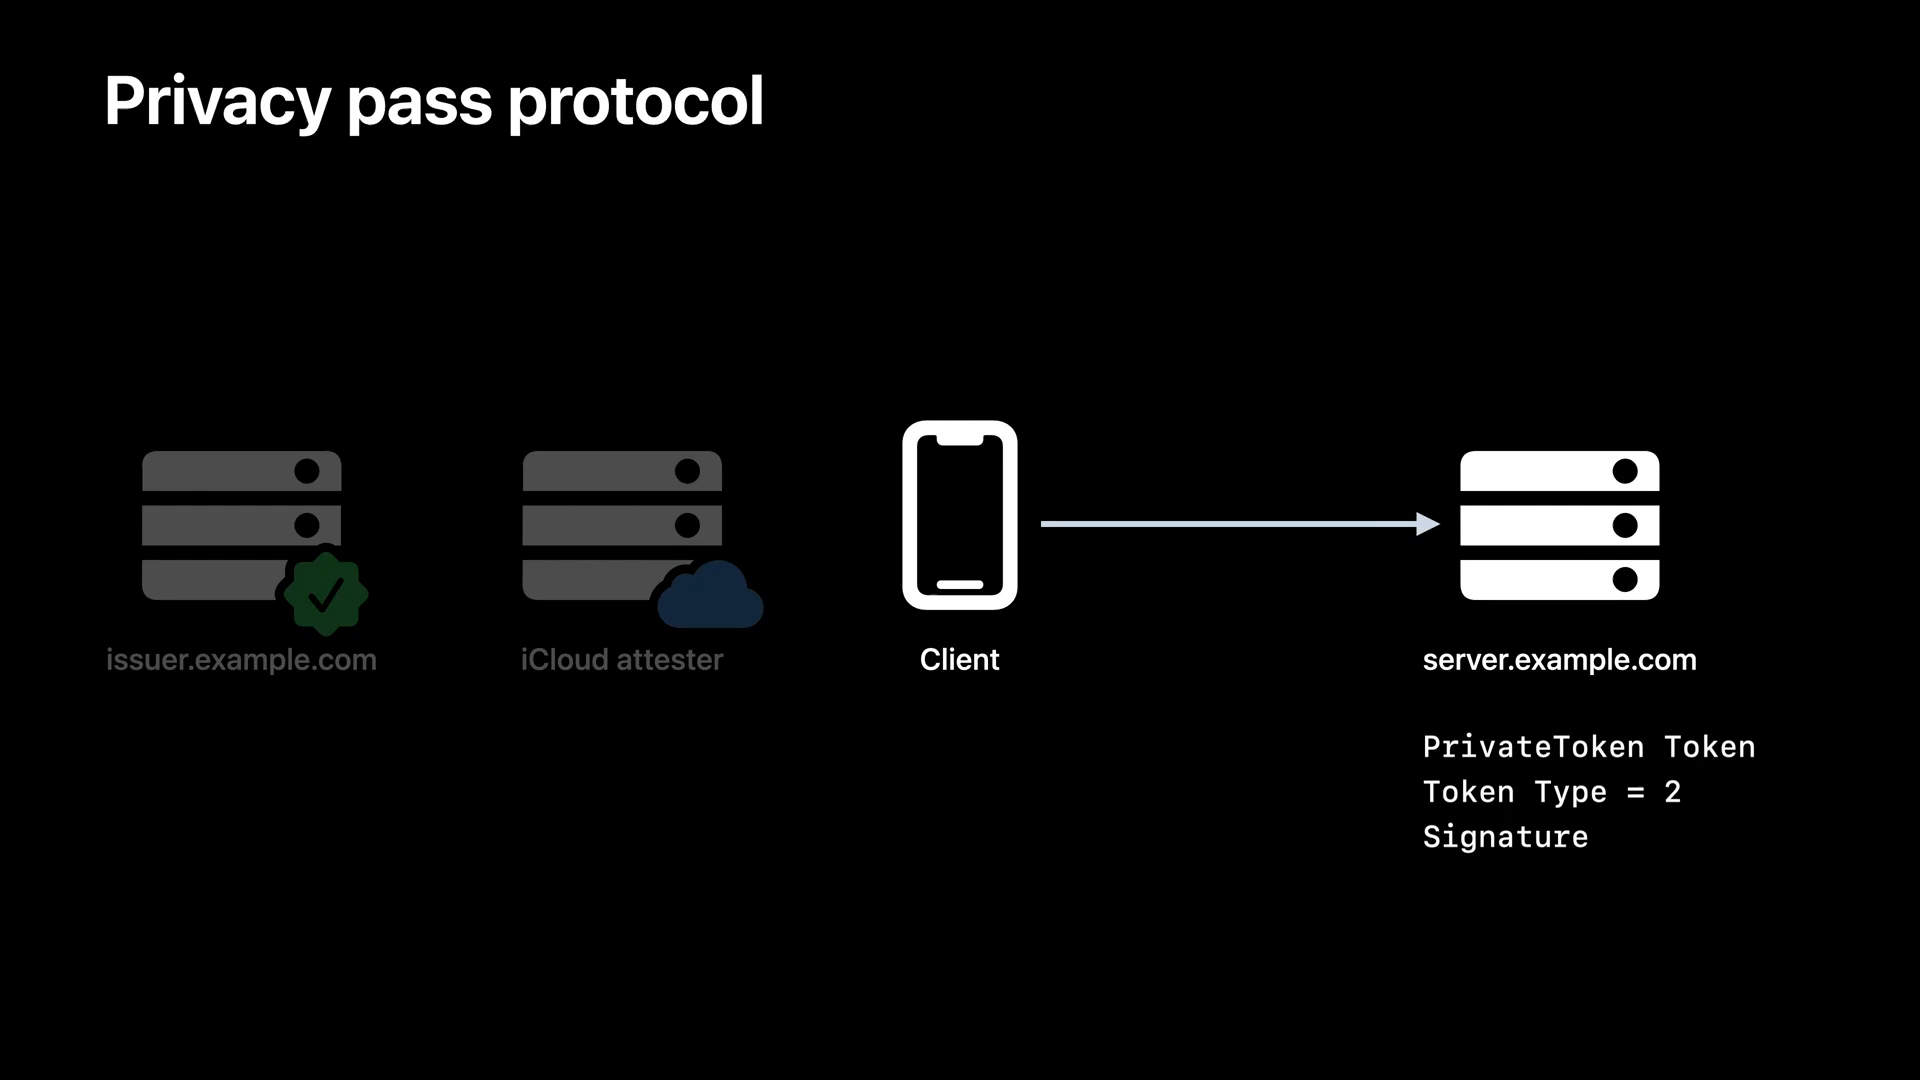 Privacy pass protocol
issuer.example.com
iCloud attester
Client
server.example.com
PrivateToken Token
Token Type = 2
Signature